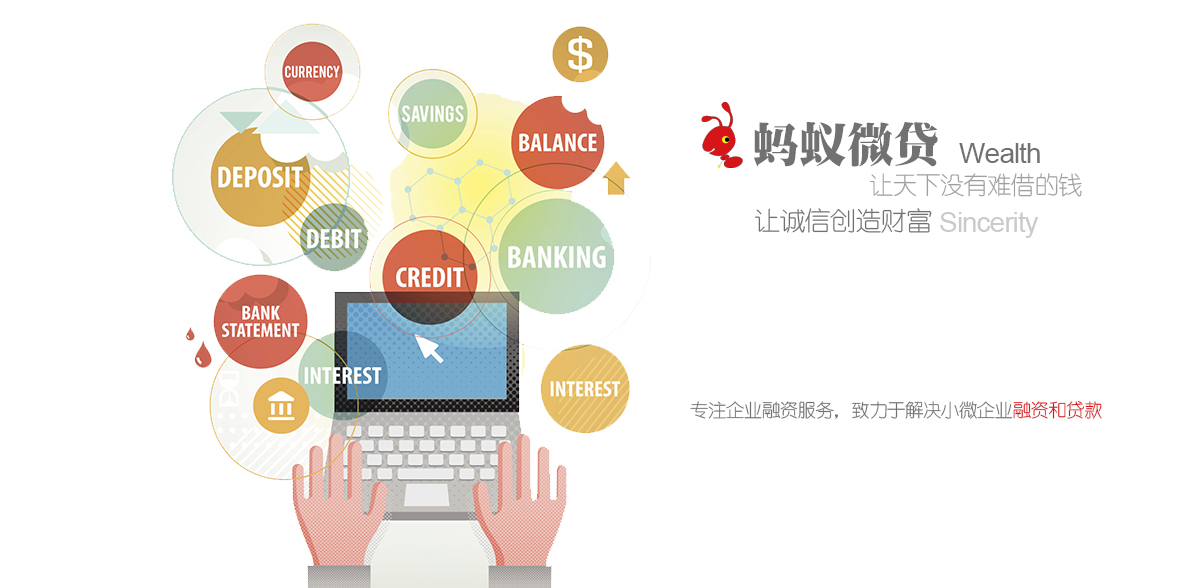 $
CURRENCY
SAVINGS
BALANCE
DEPOSIT
DEBIT
BANKING
CREDIT
BANK
STATEMENT
INTEREST
INTEREST
蚂蚁微贷 Wealth
让天下没有难借的钱
让诚信创造财富 Sincerity
专注企业融资服务，致力于解决小微企业融资和贷款